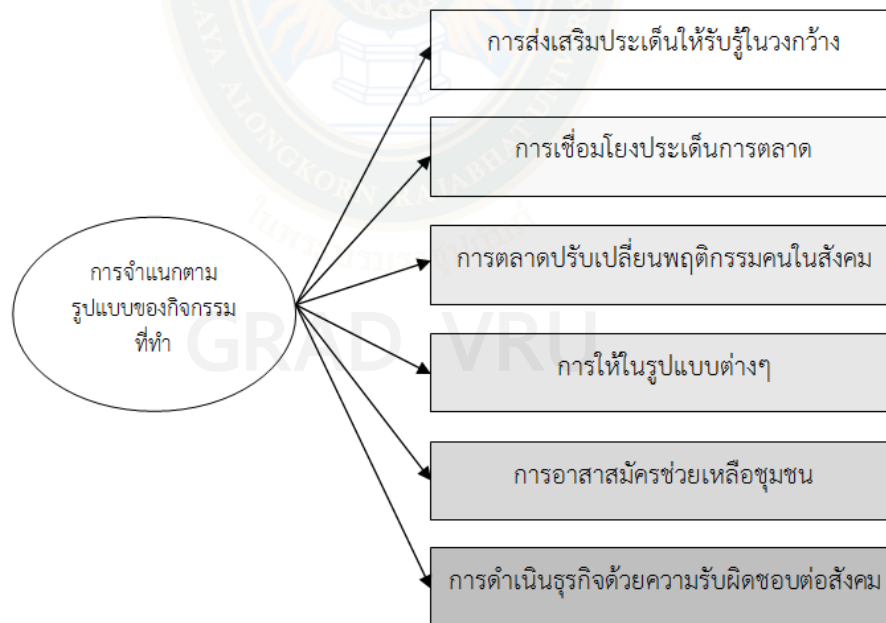 การส่งเสริมประเด็นให้รับรู้ในวงกว้าง
การเชื่อมโยงประเด็นการตลาด
การตลาดปรับเปลี่ยนพฤติกรรมคนในสังคม
การจำแนกตาม
รูปแบบของกิจกรรม
ที่ทำ
การให้ในรูปแบบต่างๆ
การอาสาสมัครช่วยเหลือชุมชน
การดำเนินธุรกิจด้วยความรับผิดชอบต่อสังคม
GRAD VRU
ALONGKORN RAJABHAT